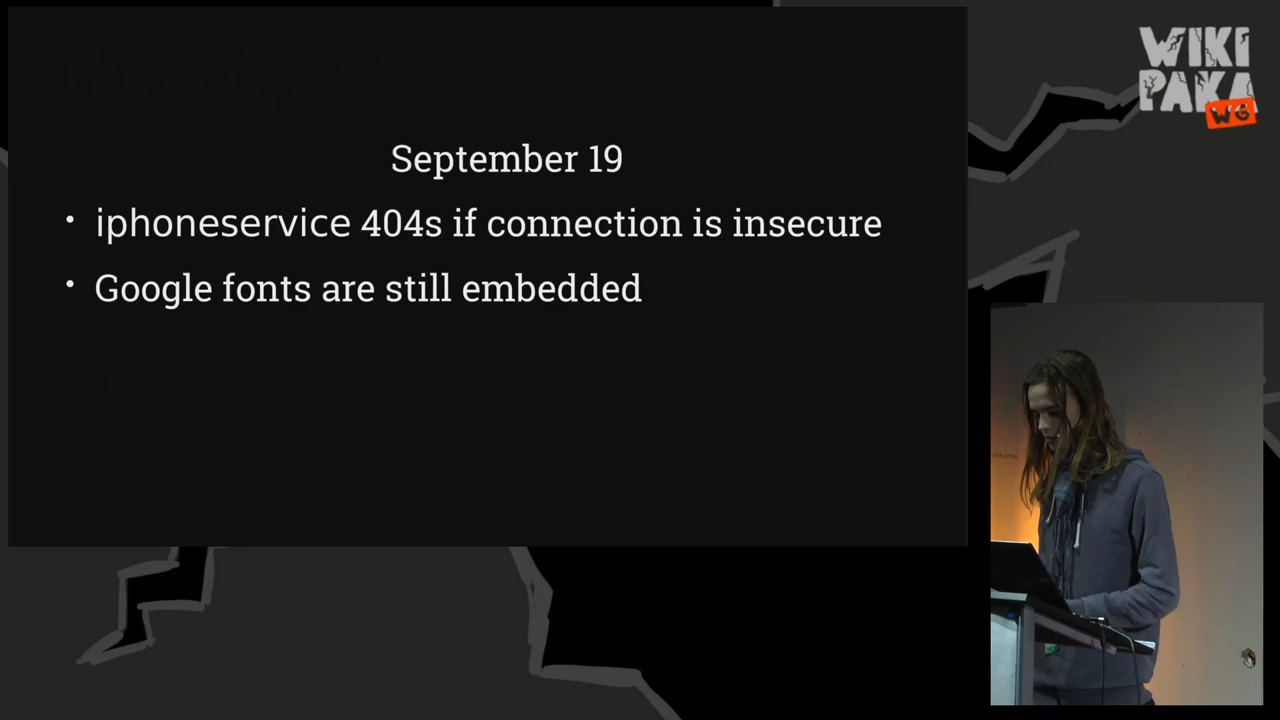 WIKI
PAKA
WG
September 19
• iphoneservice 404s if connection is insecure
• Google fonts are still embedded